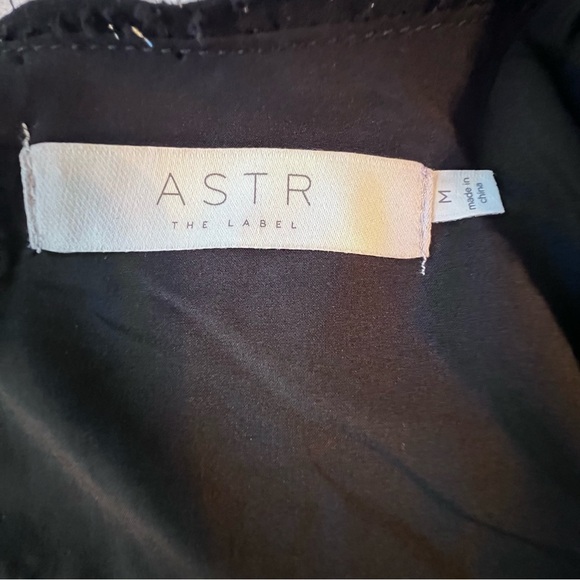 ASTR
THE LABEL
M
made in
china